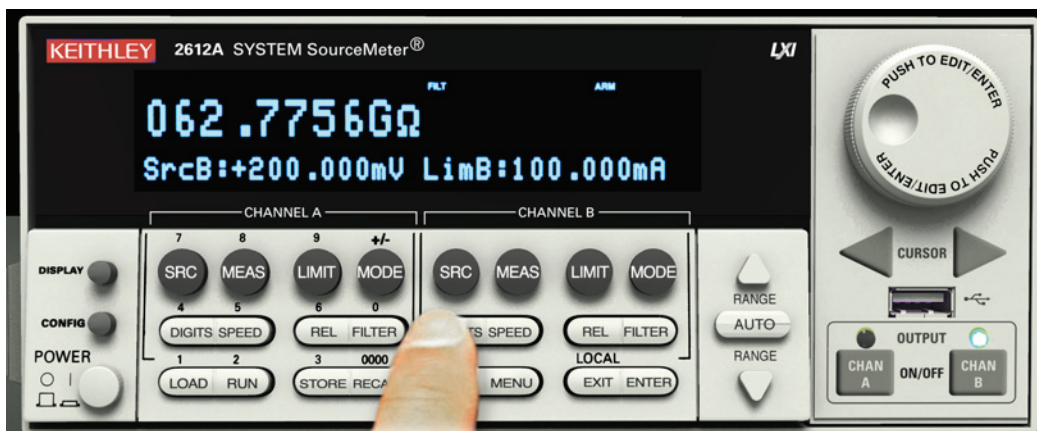 KEITHLEY 2612A SYSTEM SourceMeter® LXI
FILT ARM
062.7756GΩ
SrcB:+200.000mV LimB:100.000mA
CHANNEL A CHANNEL B
7 8 9 +/-
SRC MEAS LIMIT MODE SRC MEAS LIMIT MODE
DISPLAY
4 5 6 0
DIGITS SPEED REL FILTER SPEED REL FILTER
CONFIG
1 2 3 0000 LOCAL
LOAD RUN STORE MENU EXIT ENTER
POWER
O I
RANGE
AUTO
RANGE
PUSH TO EDIT/ENTER
PUSH TO EDIT/ENTER
CURSOR
OUTPUT
CHAN A ON/OFF CHAN B